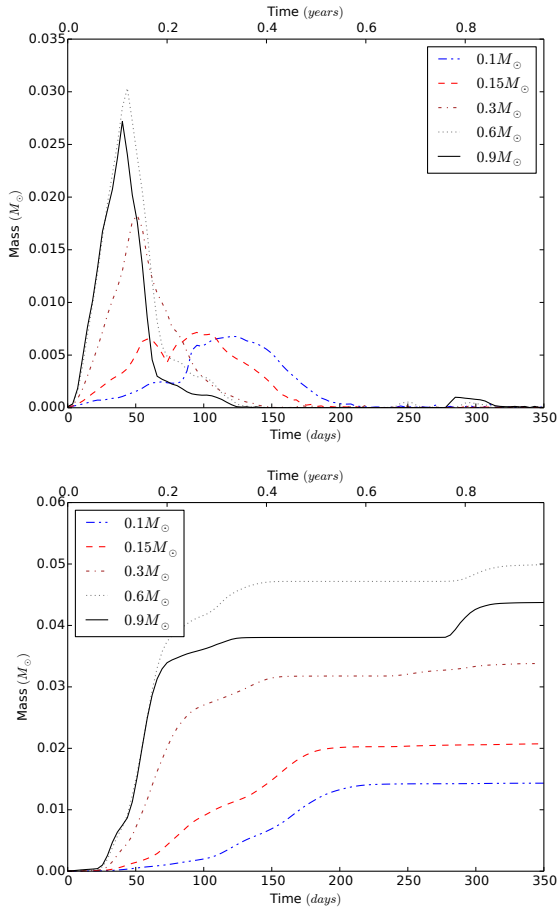 Time (years)
0.0 0.2 0.4 0.6 0.8
0.035
0.030
0.025
0.020
0.015
0.010
0.005
0.000
Mass (M☉)
0.1M☉
0.15M☉
0.3M☉
0.6M☉
0.9M☉
0 50 100 150 200 250 300 350
Time (days)
Time (years)
0.0 0.2 0.4 0.6 0.8
0.06
0.05
0.04
0.03
0.02
0.01
0.00
Mass (M☉)
0.1M☉
0.15M☉
0.3M☉
0.6M☉
0.9M☉
0 50 100 150 200 250 300 350
Time (days)